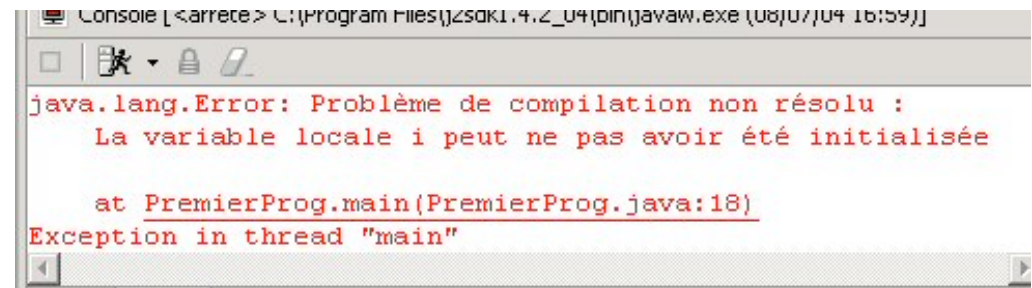 Console [<arrêté> C:\Program Files\j2sdk1.4.2_04\bin\javaw.exe (08/07/04 16:59)]
java.lang.Error: Problème de compilation non résolu :
La variable locale i peut ne pas avoir été initialisée
at PremierProg.main(PremierProg.java:18)
Exception in thread "main"